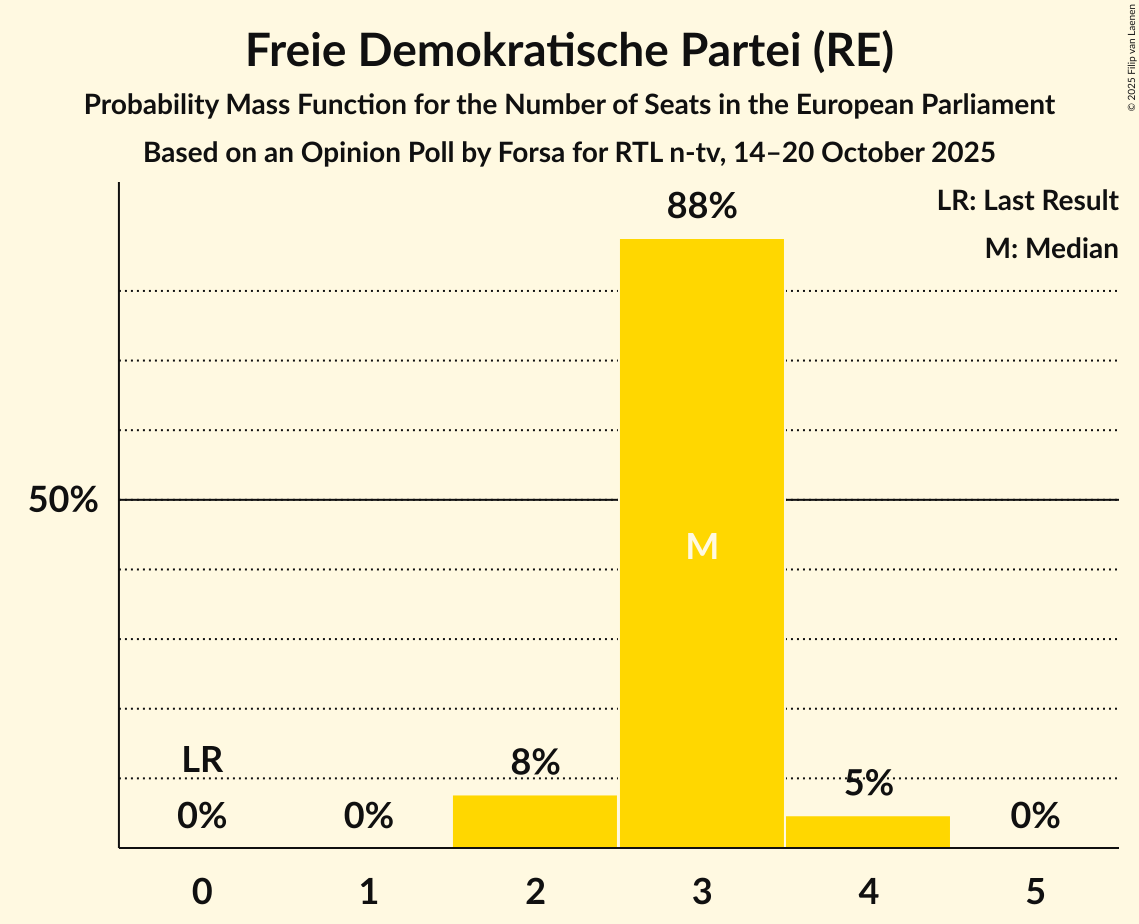 Freie Demokratische Partei (RE)
Probability Mass Function for the Number of Seats in the European Parliament
Based on an Opinion Poll by Forsa for RTL n-tv, 14–20 October 2025
© 2025 Filip van Laenen
LR: Last Result
M: Median
88%
50%
M
LR
8%
5%
0%
0%
0%
0
1
2
3
4
5